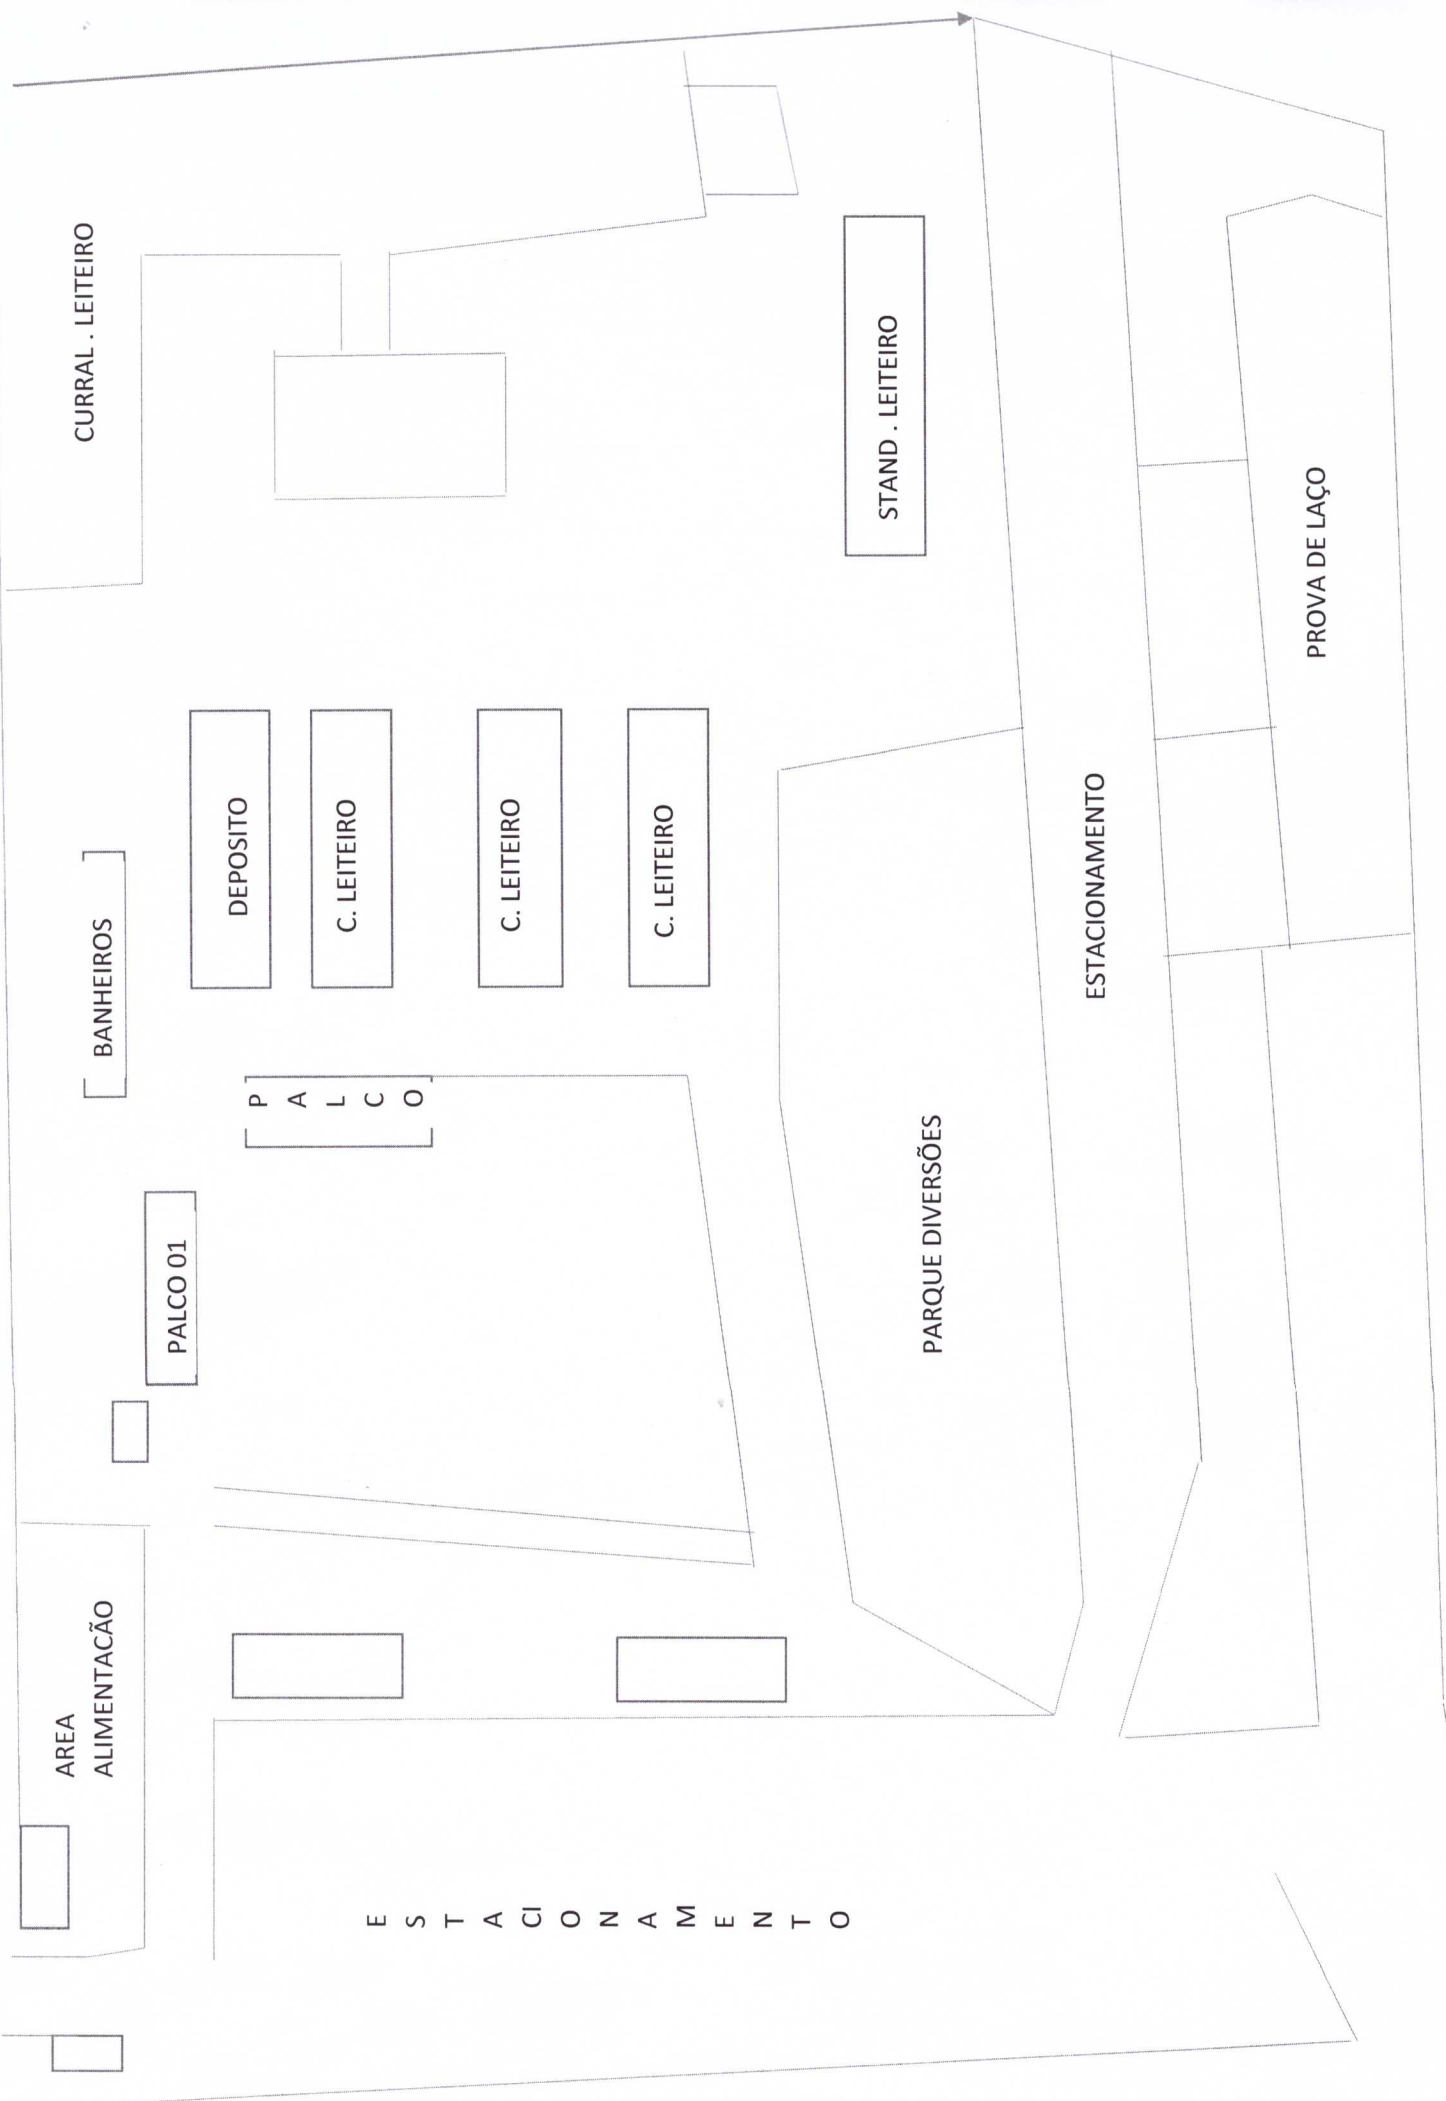 AREA
ALIMENTACÃO
BANHEIROS
CURRAL . LEITEIRO
PALCO 01
DEPOSITO
P
A
L
C
O
C. LEITEIRO
C. LEITEIRO
C. LEITEIRO
STAND . LEITEIRO
E
S
T
A
CI
O
N
A
M
E
N
T
O
PARQUE DIVERSÕES
ESTACIONAMENTO
PROVA DE LAÇO